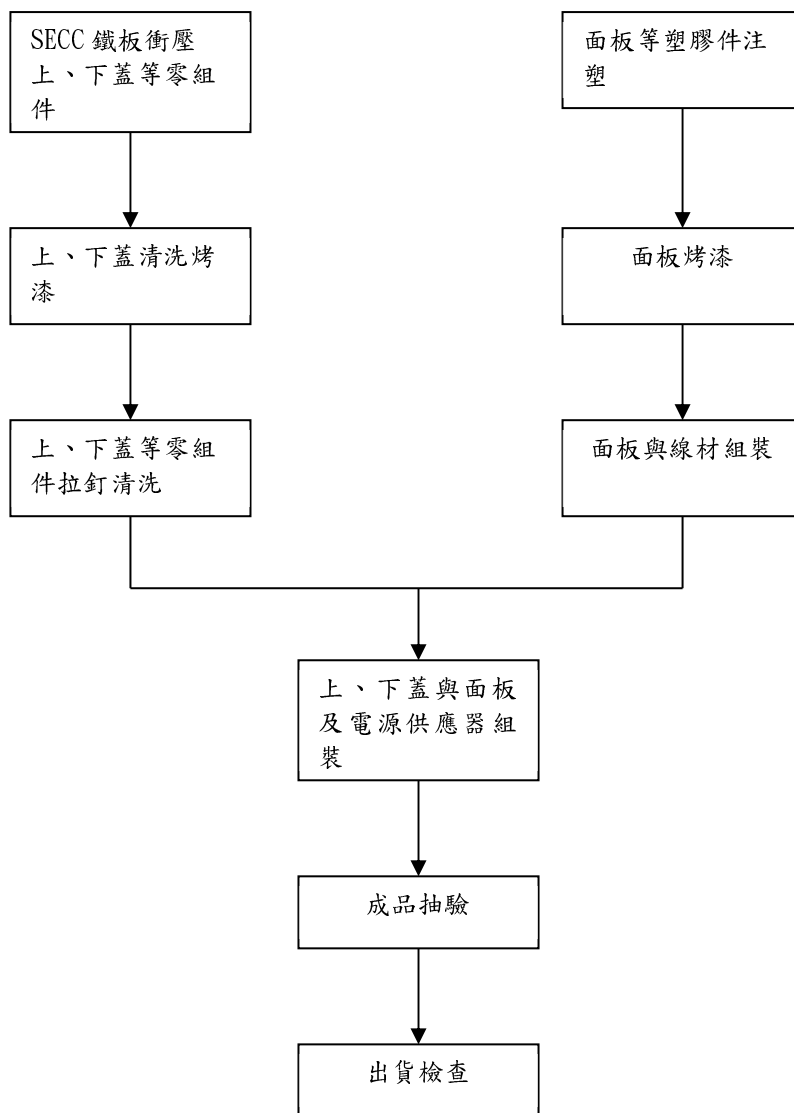 SECC 鐵板衝壓
上、下蓋等零組
件
面板等塑膠件注
塑
上、下蓋清洗烤
漆
面板烤漆
上、下蓋等零組
件拉釘清洗
面板與線材組裝
上、下蓋與面板
及電源供應器組
裝
成品抽驗
出貨檢查